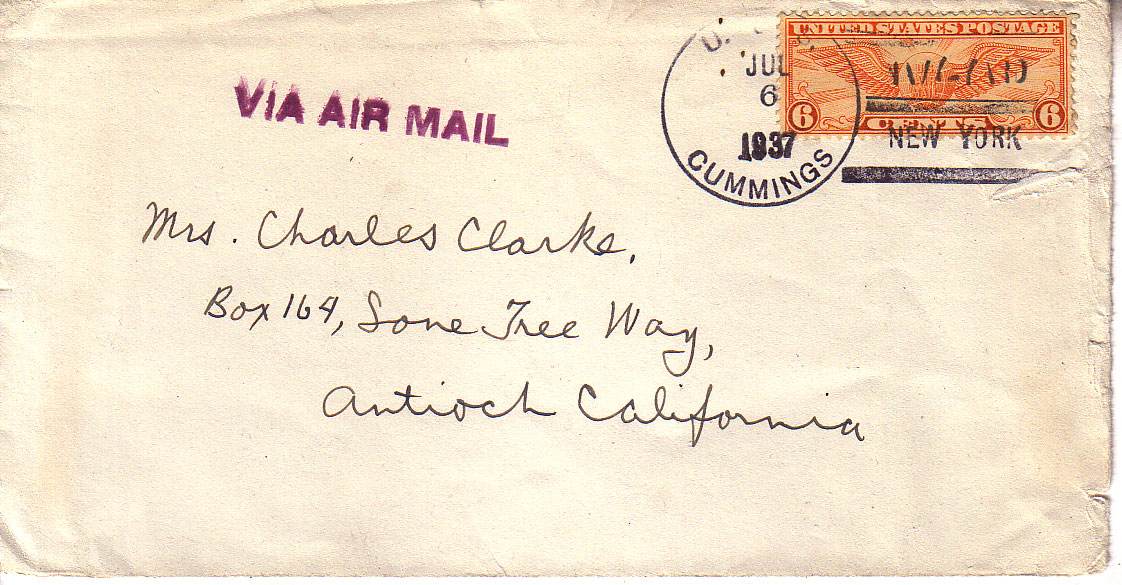 UNITED STATES POSTAGE
6 CENTS 6
JUL
6
1937
CUMMINGS
NEW YORK
VIA AIR MAIL
Mrs. Charles Clarke,
Box 164, Lone Tree Way,
Antioch California